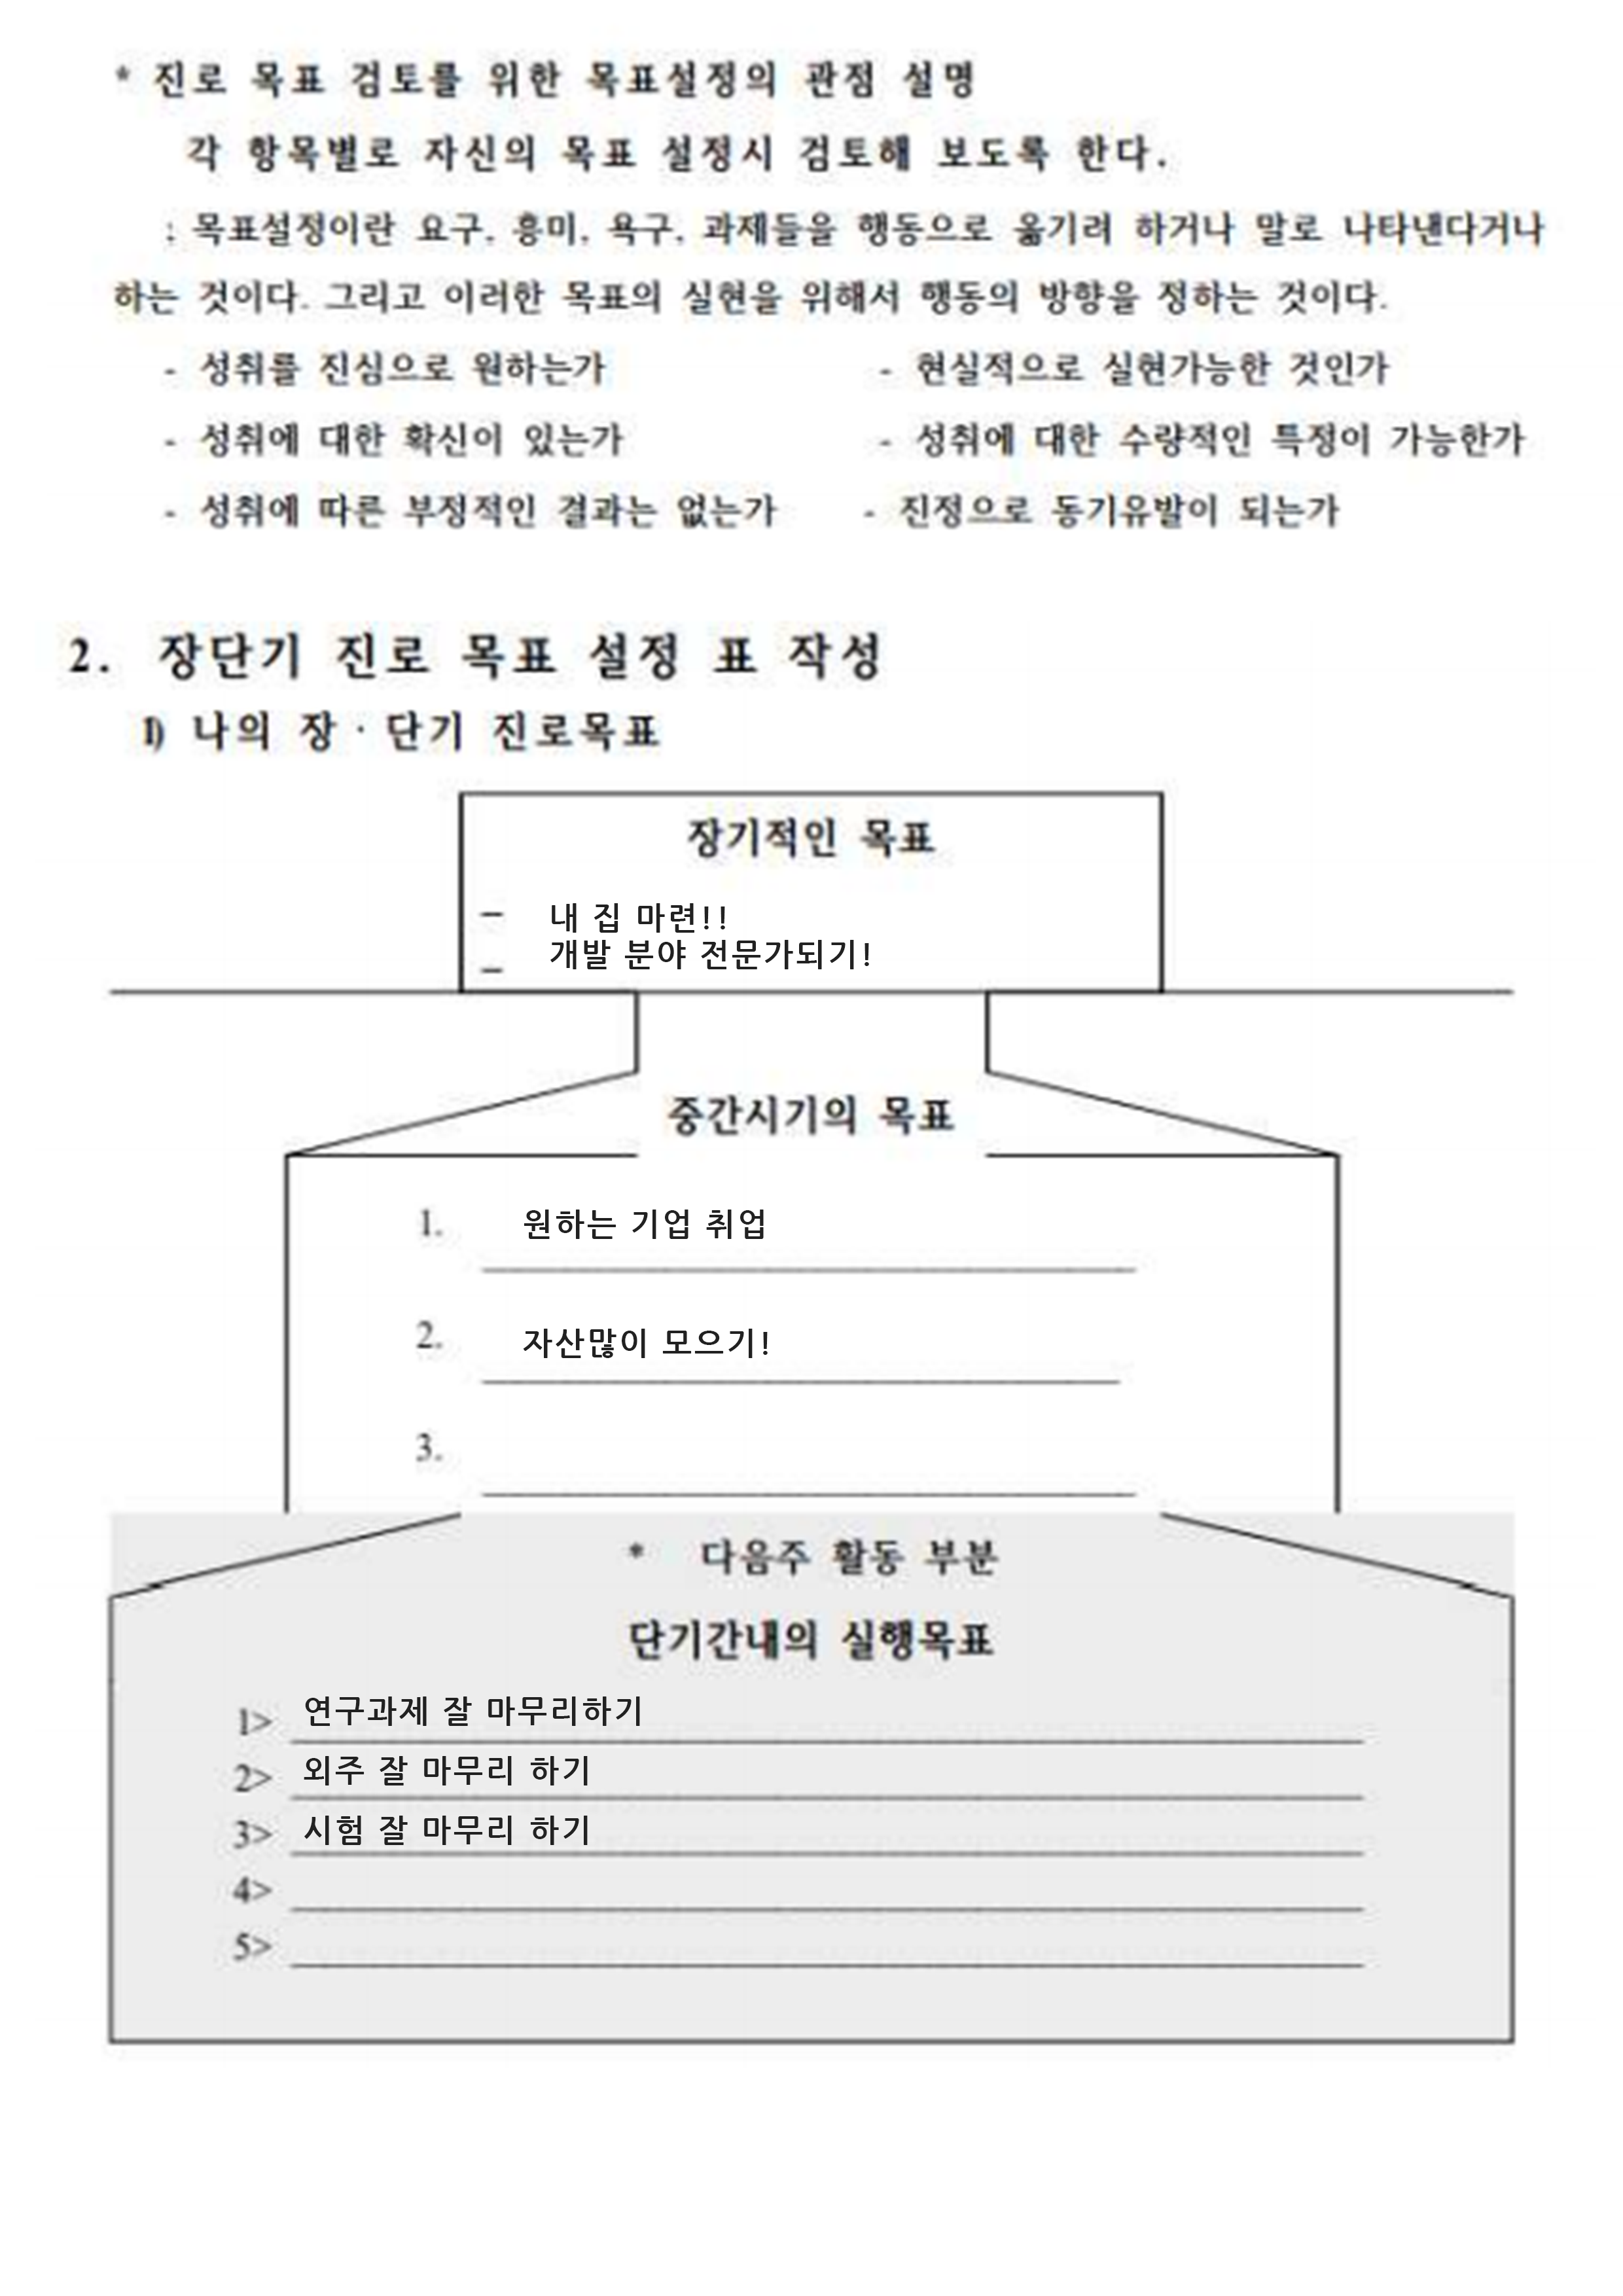 * 진로 목표 검토를 위한 목표설정의 관점 설명
각 항목별로 자신의 목표 설정시 검토해 보도록 한다.
: 목표설정이란 요구, 흥미, 욕구, 과제들을 행동으로 옮기려 하거나 말로 나타낸다거나
하는 것이다. 그리고 이러한 목표의 실현을 위해서 행동의 방향을 정하는 것이다.
- 성취를 진심으로 원하는가 - 현실적으로 실현가능한 것인가
- 성취에 대한 확신이 있는가 - 성취에 대한 수량적인 특정이 가능한가
- 성취에 따른 부정적인 결과는 없는가 - 진정으로 동기유발이 되는가
2. 장단기 진로 목표 설정 표 작성
1) 나의 장·단기 진로목표
장기적인 목표
- 내 집 마련!!
- 개발 분야 전문가되기!
중간시기의 목표
1. 원하는 기업 취업
2. 자산많이 모으기!
3.
* 다음주 활동 부분
단기간내의 실행목표
1> 연구과제 잘 마무리하기
2> 외주 잘 마무리 하기
3> 시험 잘 마무리 하기
4>
5>